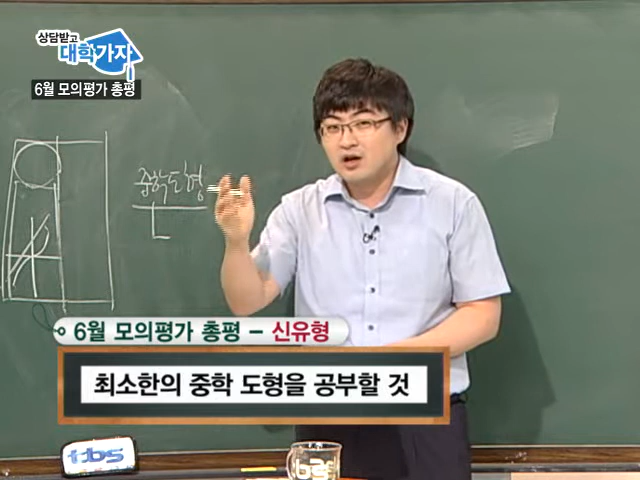 상담받고
대학가자
6월 모의평가 총평
중학도형
6월 모의평가 총평 - 신유형
최소한의 중학 도형을 공부할 것
tbs